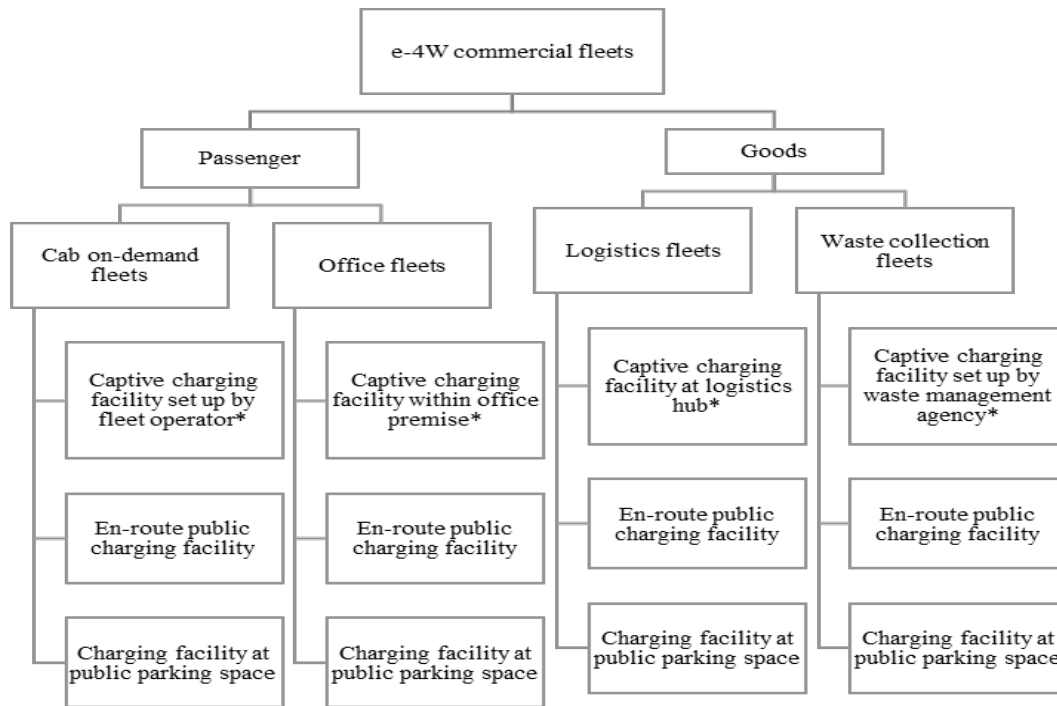 e-4W commercial fleets
Passenger
Goods
Cab on-demand
fleets
Office fleets
Logistics fleets
Waste collection
fleets
Captive charging
facility set up by
fleet operator*
Captive charging
facility within office
premise*
Captive charging
facility at logistics
hub*
Captive charging
facility set up by
waste management
agency*
En-route public
charging facility
En-route public
charging facility
En-route public
charging facility
En-route public
charging facility
Charging facility at
public parking space
Charging facility at
public parking space
Charging facility at
public parking space
Charging facility at
public parking space